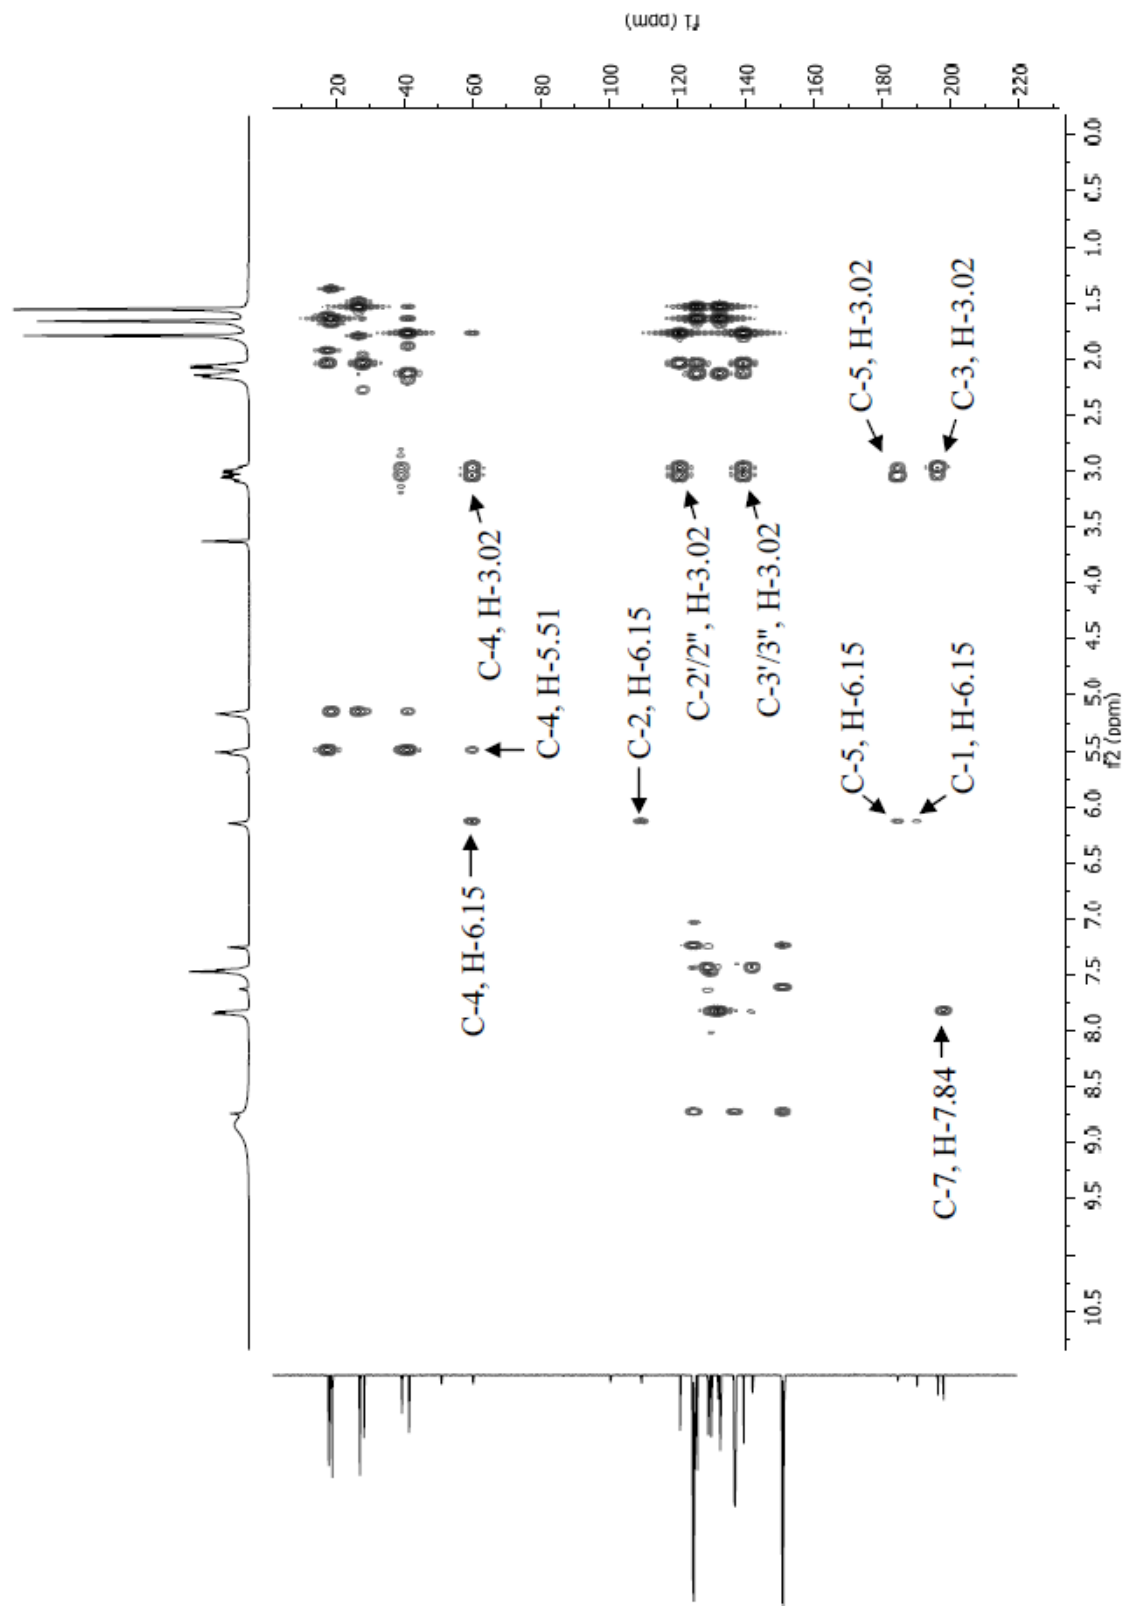 f1 (ppm)
20
40
60
80
100
120
140
160
180
200
220
0.0
0.5
1.0
1.5
2.0
2.5
3.0
3.5
4.0
4.5
5.0
5.5
6.0
6.5
7.0
7.5
8.0
8.5
9.0
9.5
10.5
f2 (ppm)
C-5, H-3.02
C-3, H-3.02
C-4, H-3.02
C-2'/2", H-3.02
C-3'/3", H-3.02
C-4, H-5.51
C-2, H-6.15
C-5, H-6.15
C-1, H-6.15
C-4, H-6.15
C-7, H-7.84